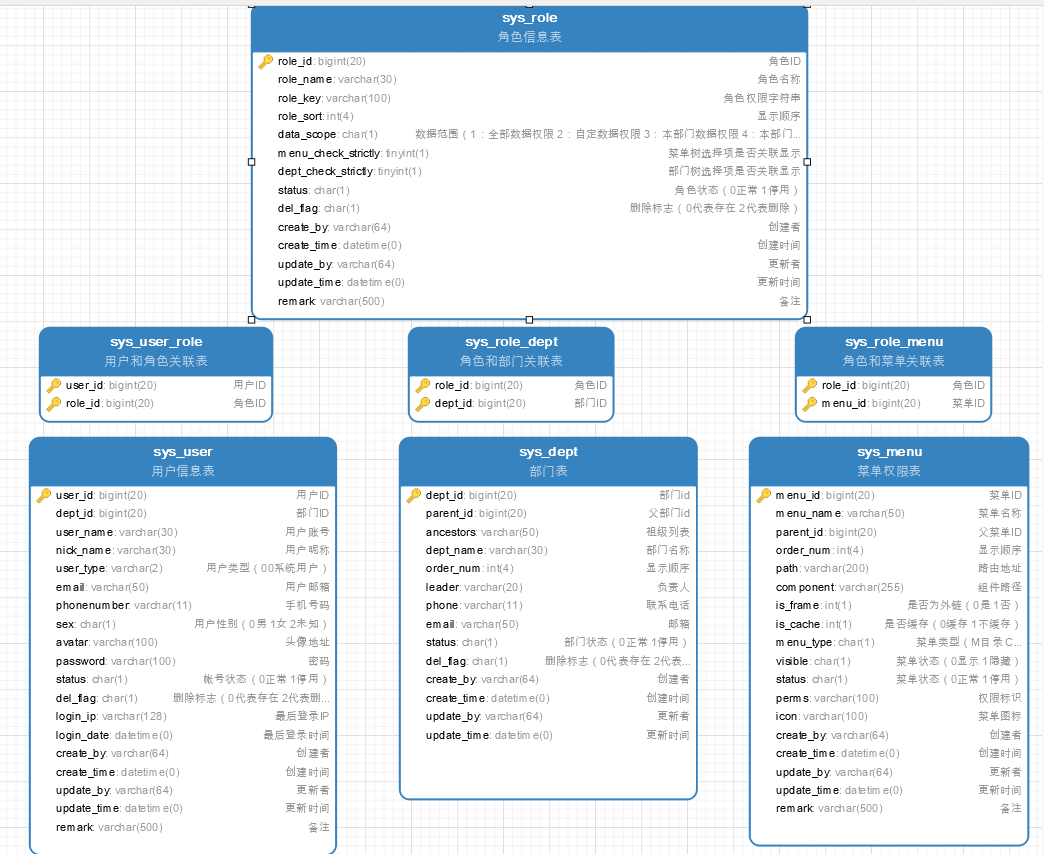 sys_role
角色信息表
role_id: bigint(20) 角色ID
role_name: varchar(30) 角色名称
role_key: varchar(100) 角色权限字符串
role_sort: int(4) 显示顺序
data_scope: char(1) 数据范围（1：全部数据权限 2：自定数据权限 3：本部门数据权限 4：本部门...
menu_check_strictly: tinyint(1) 菜单树选择项是否关联显示
dept_check_strictly: tinyint(1) 部门树选择项是否关联显示
status: char(1) 角色状态（0正常 1停用）
del_flag: char(1) 删除标志（0代表存在 2代表删除）
create_by: varchar(64) 创建者
create_time: datetime(0) 创建时间
update_by: varchar(64) 更新者
update_time: datetime(0) 更新时间
remark: varchar(500) 备注
sys_user_role
用户和角色关联表
user_id: bigint(20) 用户ID
role_id: bigint(20) 角色ID
sys_role_dept
角色和部门关联表
role_id: bigint(20) 角色ID
dept_id: bigint(20) 部门ID
sys_role_menu
角色和菜单关联表
role_id: bigint(20) 角色ID
menu_id: bigint(20) 菜单ID
sys_user
用户信息表
user_id: bigint(20) 用户ID
dept_id: bigint(20) 部门ID
user_name: varchar(30) 用户账号
nick_name: varchar(30) 用户昵称
user_type: varchar(2) 用户类型（00系统用户）
email: varchar(50) 用户邮箱
phonenumber: varchar(11) 手机号码
sex: char(1) 用户性别（0男 1女 2未知）
avatar: varchar(100) 头像地址
password: varchar(100) 密码
status: char(1) 帐号状态（0正常 1停用）
del_flag: char(1) 删除标志（0代表存在 2代表删...
login_ip: varchar(128) 最后登录IP
login_date: datetime(0) 最后登录时间
create_by: varchar(64) 创建者
create_time: datetime(0) 创建时间
update_by: varchar(64) 更新者
update_time: datetime(0) 更新时间
remark: varchar(500) 备注
sys_dept
部门表
dept_id: bigint(20) 部门id
parent_id: bigint(20) 父部门id
ancestors: varchar(50) 祖级列表
dept_name: varchar(30) 部门名称
order_num: int(4) 显示顺序
leader: varchar(20) 负责人
phone: varchar(11) 联系电话
email: varchar(50) 邮箱
status: char(1) 部门状态（0正常 1停用）
del_flag: char(1) 删除标志（0代表存在 2代表...
create_by: varchar(64) 创建者
create_time: datetime(0) 创建时间
update_by: varchar(64) 更新者
update_time: datetime(0) 更新时间
sys_menu
菜单权限表
menu_id: bigint(20) 菜单ID
menu_name: varchar(50) 菜单名称
parent_id: bigint(20) 父菜单ID
order_num: int(4) 显示顺序
path: varchar(200) 路由地址
component: varchar(255) 组件路径
is_frame: int(1) 是否为外链（0是 1否）
is_cache: int(1) 是否缓存（0缓存 1不缓存）
menu_type: char(1) 菜单类型（M目录 C...
visible: char(1) 菜单状态（0显示 1隐藏）
status: char(1) 菜单状态（0正常 1停用）
perms: varchar(100) 权限标识
icon: varchar(100) 菜单图标
create_by: varchar(64) 创建者
create_time: datetime(0) 创建时间
update_by: varchar(64) 更新者
update_time: datetime(0) 更新时间
remark: varchar(500) 备注